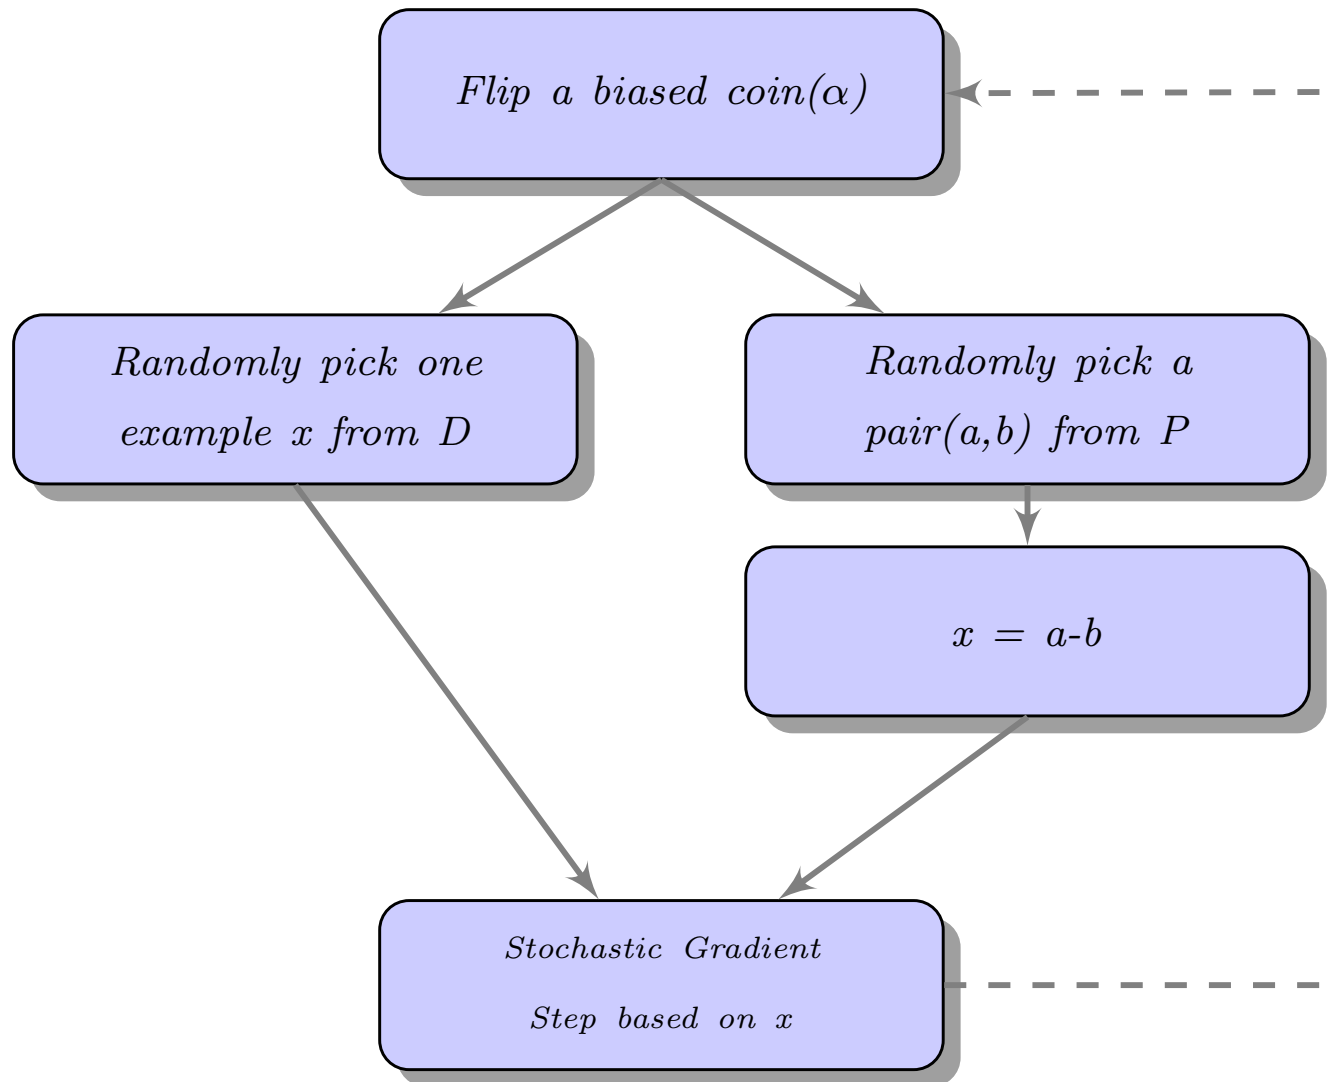 Flip a biased coin(α)
Randomly pick one
example x from D
Randomly pick a
pair(a,b) from P
x = a-b
Stochastic Gradient
Step based on x